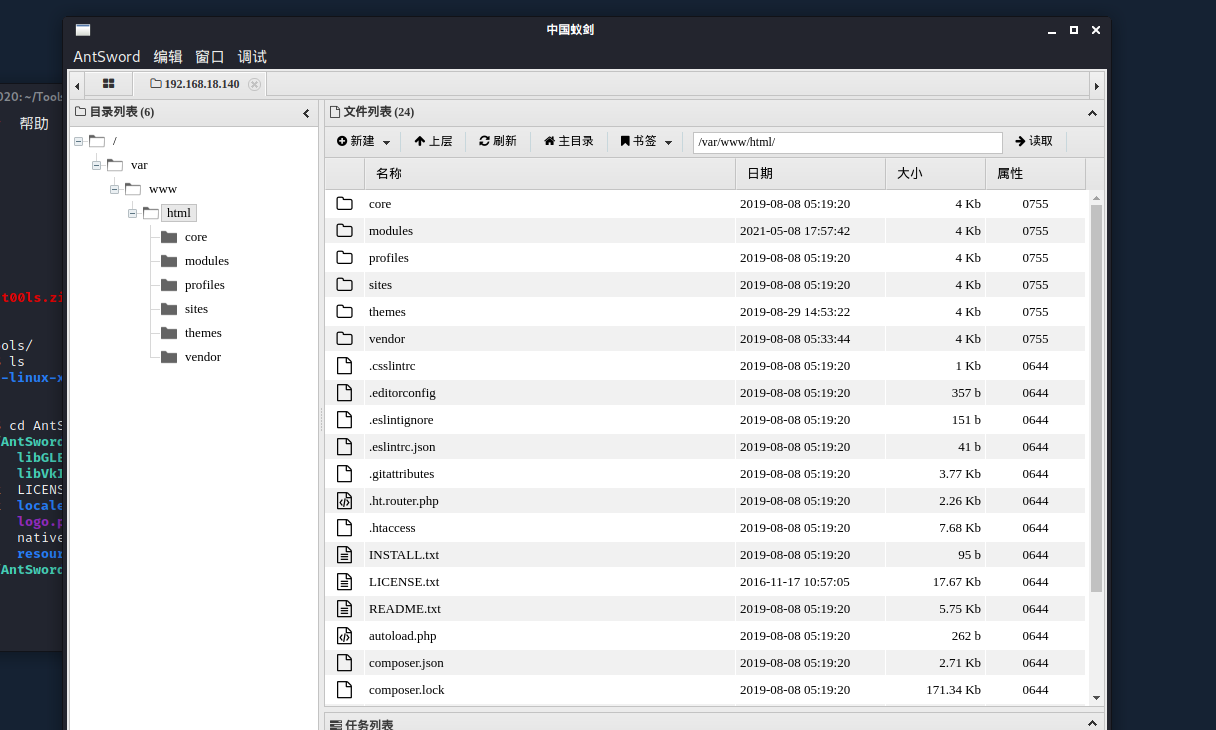 中国蚁剑
AntSword 编辑 窗口 调试
192.168.18.140
020:~/Tools
帮助
t00ls.zi
ols/
ls
-linux-x
cd AntS
AntSword
libGLE
libVkI
LICENS
locale
logo.p
native
resour
AntSword
目录列表 (6)
/
var
www
html
core
modules
profiles
sites
themes
vendor
文件列表 (24)
新建 上层 刷新 主目录 书签 /var/www/html/ 读取
名称 日期 大小 属性
core 2019-08-08 05:19:20 4 Kb 0755
modules 2021-05-08 17:57:42 4 Kb 0755
profiles 2019-08-08 05:19:20 4 Kb 0755
sites 2019-08-08 05:19:20 4 Kb 0755
themes 2019-08-29 14:53:22 4 Kb 0755
vendor 2019-08-08 05:33:44 4 Kb 0755
.csslintrc 2019-08-08 05:19:20 1 Kb 0644
.editorconfig 2019-08-08 05:19:20 357 b 0644
.eslintignore 2019-08-08 05:19:20 151 b 0644
.eslintrc.json 2019-08-08 05:19:20 41 b 0644
.gitattributes 2019-08-08 05:19:20 3.77 Kb 0644
.ht.router.php 2019-08-08 05:19:20 2.26 Kb 0644
.htaccess 2019-08-08 05:19:20 7.68 Kb 0644
INSTALL.txt 2019-08-08 05:19:20 95 b 0644
LICENSE.txt 2016-11-17 10:57:05 17.67 Kb 0644
README.txt 2019-08-08 05:19:20 5.75 Kb 0644
autoload.php 2019-08-08 05:19:20 262 b 0644
composer.json 2019-08-08 05:19:20 2.71 Kb 0644
composer.lock 2019-08-08 05:19:20 171.34 Kb 0644
任务列表